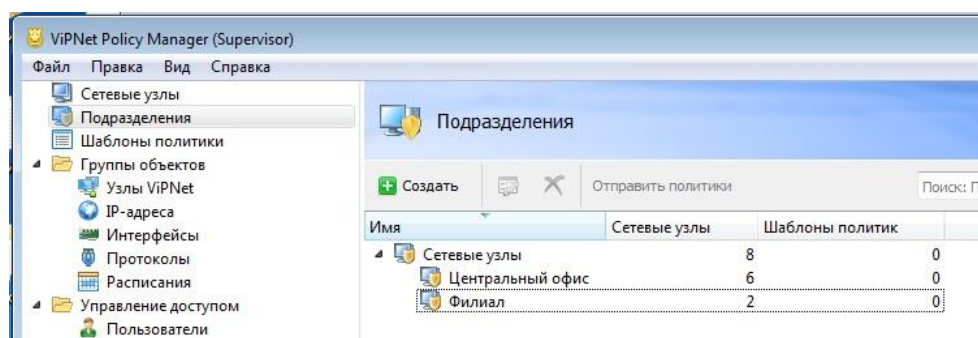 ViPNet Policy Manager (Supervisor)
Файл Правка Вид Справка
Сетевые узлы
Подразделения
Шаблоны политики
Группы объектов
Узлы ViPNet
IP-адреса
Интерфейсы
Протоколы
Расписания
Управление доступом
Пользователи
Подразделения
Создать Отправить политики Поиск: П
Имя Сетевые узлы Шаблоны политик
Сетевые узлы 8 0
Центральный офис 6 0
Филиал 2 0